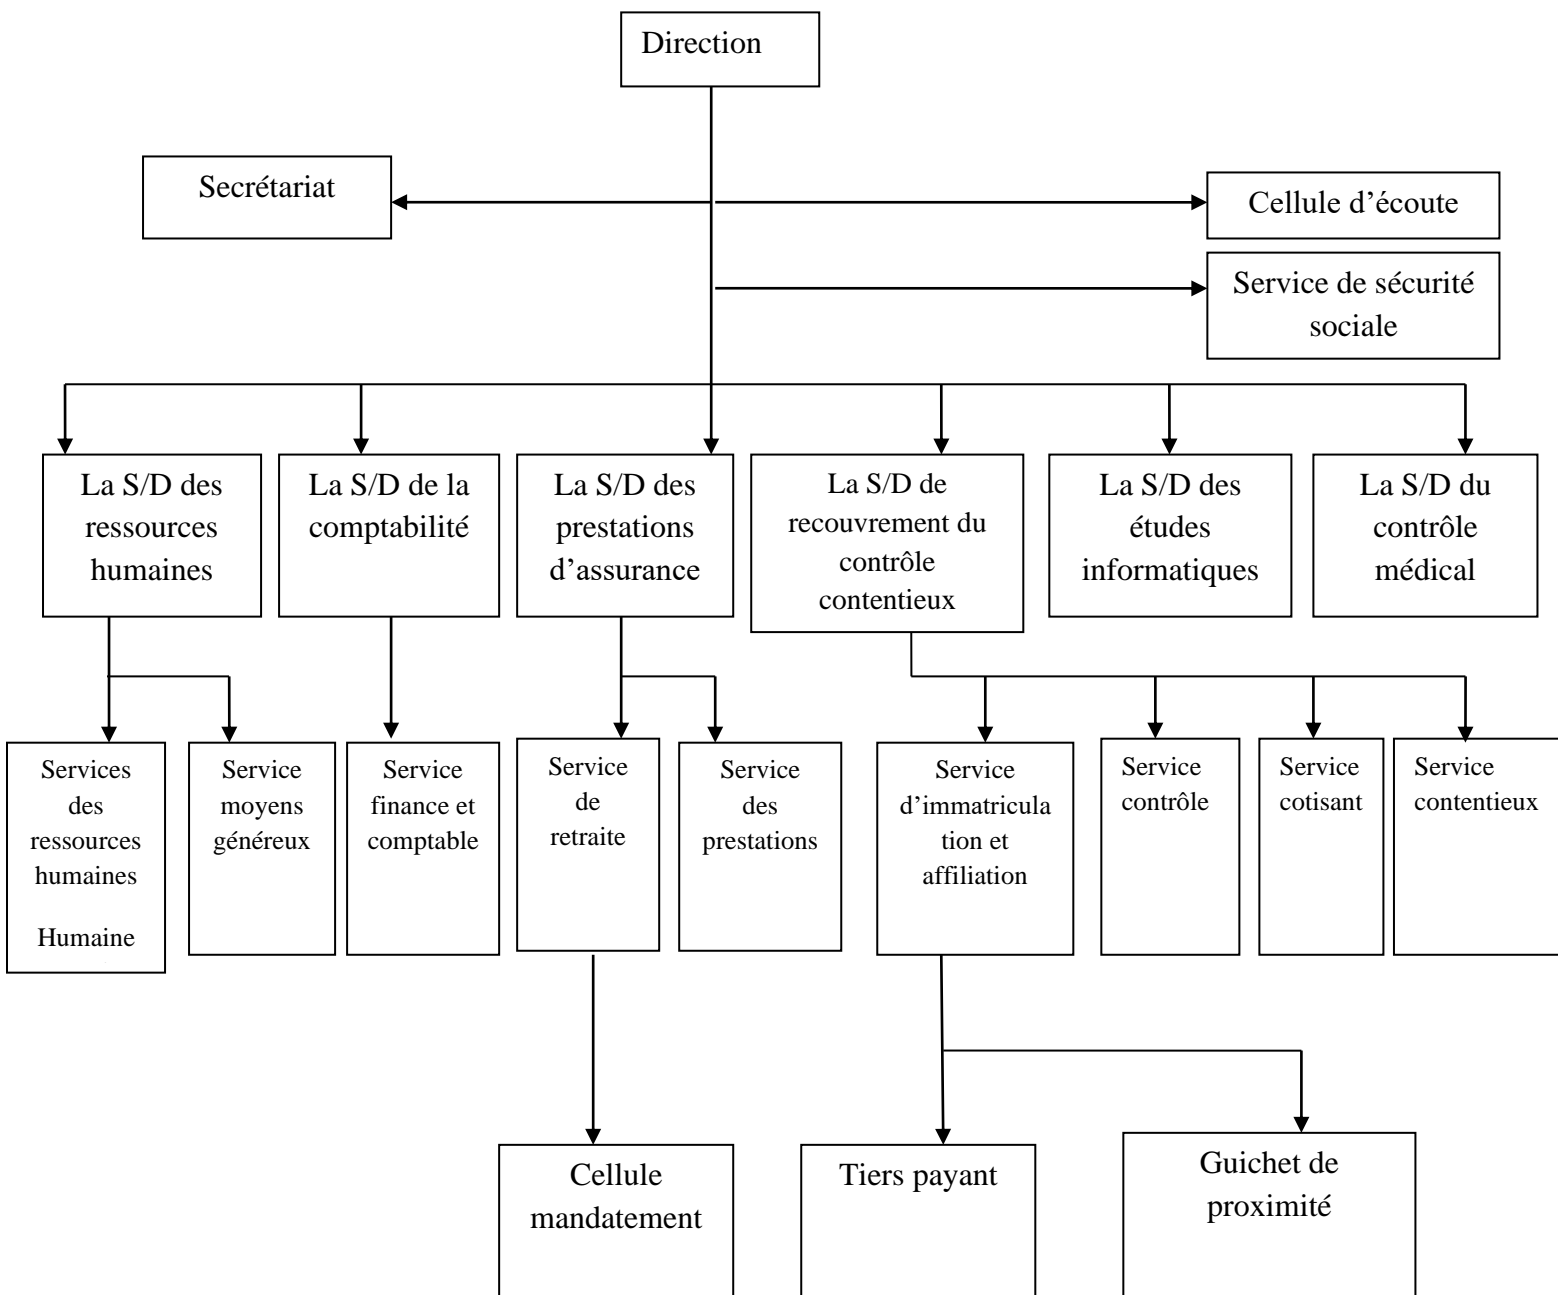 Direction
Secrétariat
Cellule d’écoute
Service de sécurité
sociale
La S/D des
ressources
humaines
La S/D de la
comptabilité
La S/D des
prestations
d’assurance
La S/D de
recouvrement du
contrôle
contentieux
La S/D des
études
informatiques
La S/D du
contrôle
médical
Services
des
ressources
humaines
Humaine
Service
moyens
généreux
Service
finance et
comptable
Service
de
retraite
Service
des
prestations
Service
d’immatricula
tion et
affiliation
Service
contrôle
Service
cotisant
Service
contentieux
Cellule
mandatement
Tiers payant
Guichet de
proximité